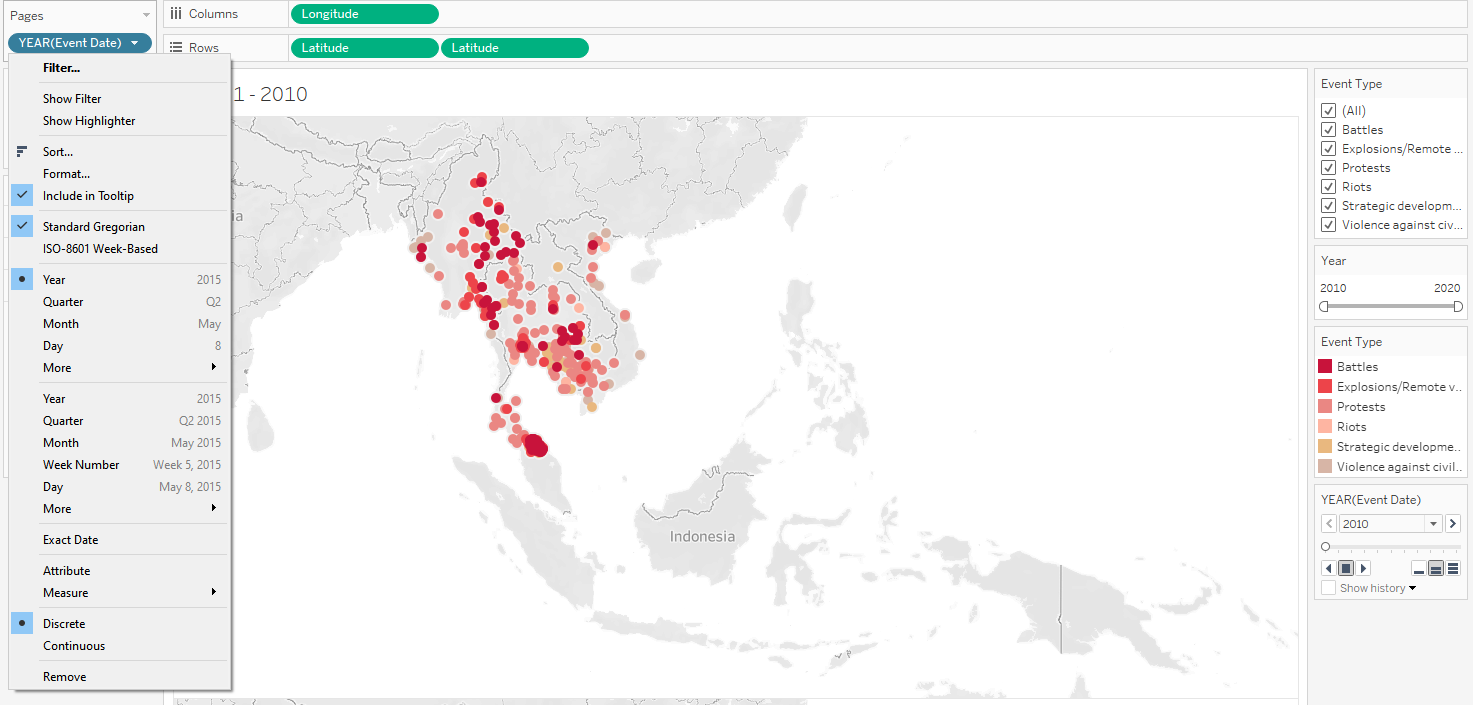 Pages
Columns
Longitude
YEAR(Event Date)
Rows
Latitude
Latitude
Filter...
Show Filter
Show Highlighter
Sort...
Format...
Include in Tooltip
Standard Gregorian
ISO-8601 Week-Based
Year 2015
Quarter Q2
Month May
Day 8
More
Year 2015
Quarter Q2 2015
Month May 2015
Week Number Week 5, 2015
Day May 8, 2015
More
Exact Date
Attribute
Measure
Discrete
Continuous
Remove
1 - 2010
ia
Indonesia
Event Type
(All)
Battles
Explosions/Remote ...
Protests
Riots
Strategic developm...
Violence against civ...
Year
2010 2020
Event Type
Battles
Explosions/Remote v...
Protests
Riots
Strategic developme...
Violence against civil...
YEAR(Event Date)
2010
Show history